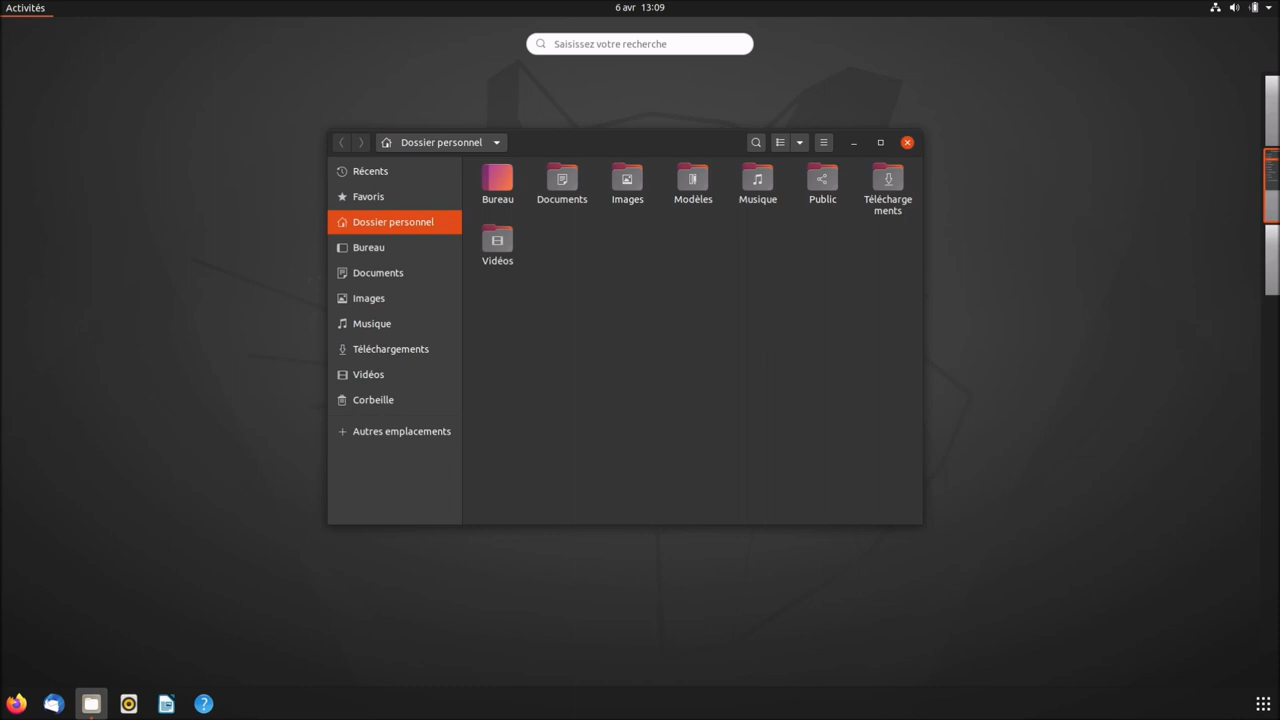 Activités
6 avr 13:09
Saisissez votre recherche
Dossier personnel
Récents
Favoris
Dossier personnel
Bureau
Documents
Images
Musique
Téléchargements
Vidéos
Corbeille
Autres emplacements
Bureau
Documents
Images
Modèles
Musique
Public
Télécharge
ments
Vidéos